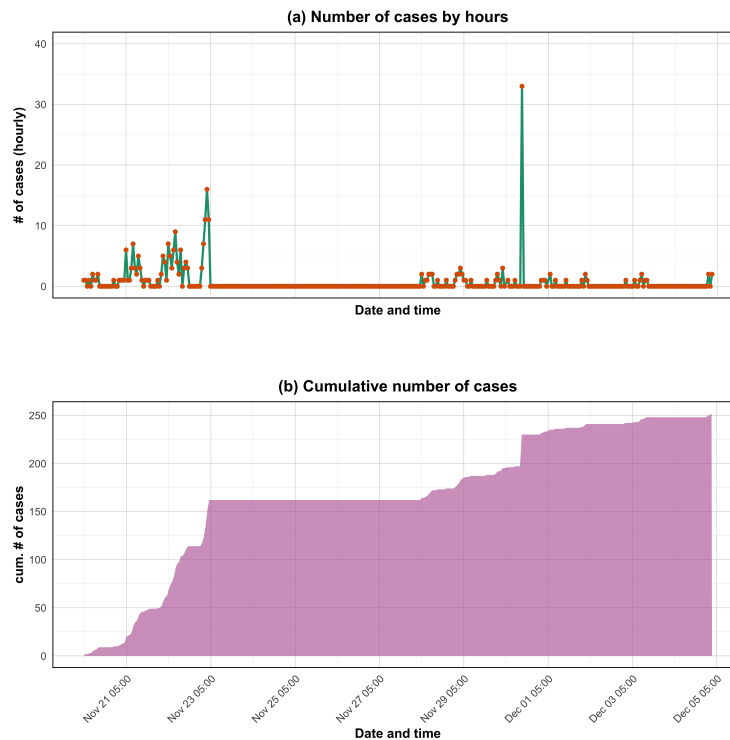 (a) Number of cases by hours
# of cases (hourly)
40
30
20
10
0
Date and time
(b) Cumulative number of cases
cum. # of cases
250
200
150
100
50
0
Nov 21 05:00
Nov 23 05:00
Nov 25 05:00
Nov 27 05:00
Nov 29 05:00
Dec 01 05:00
Dec 03 05:00
Dec 05 05:00
Date and time